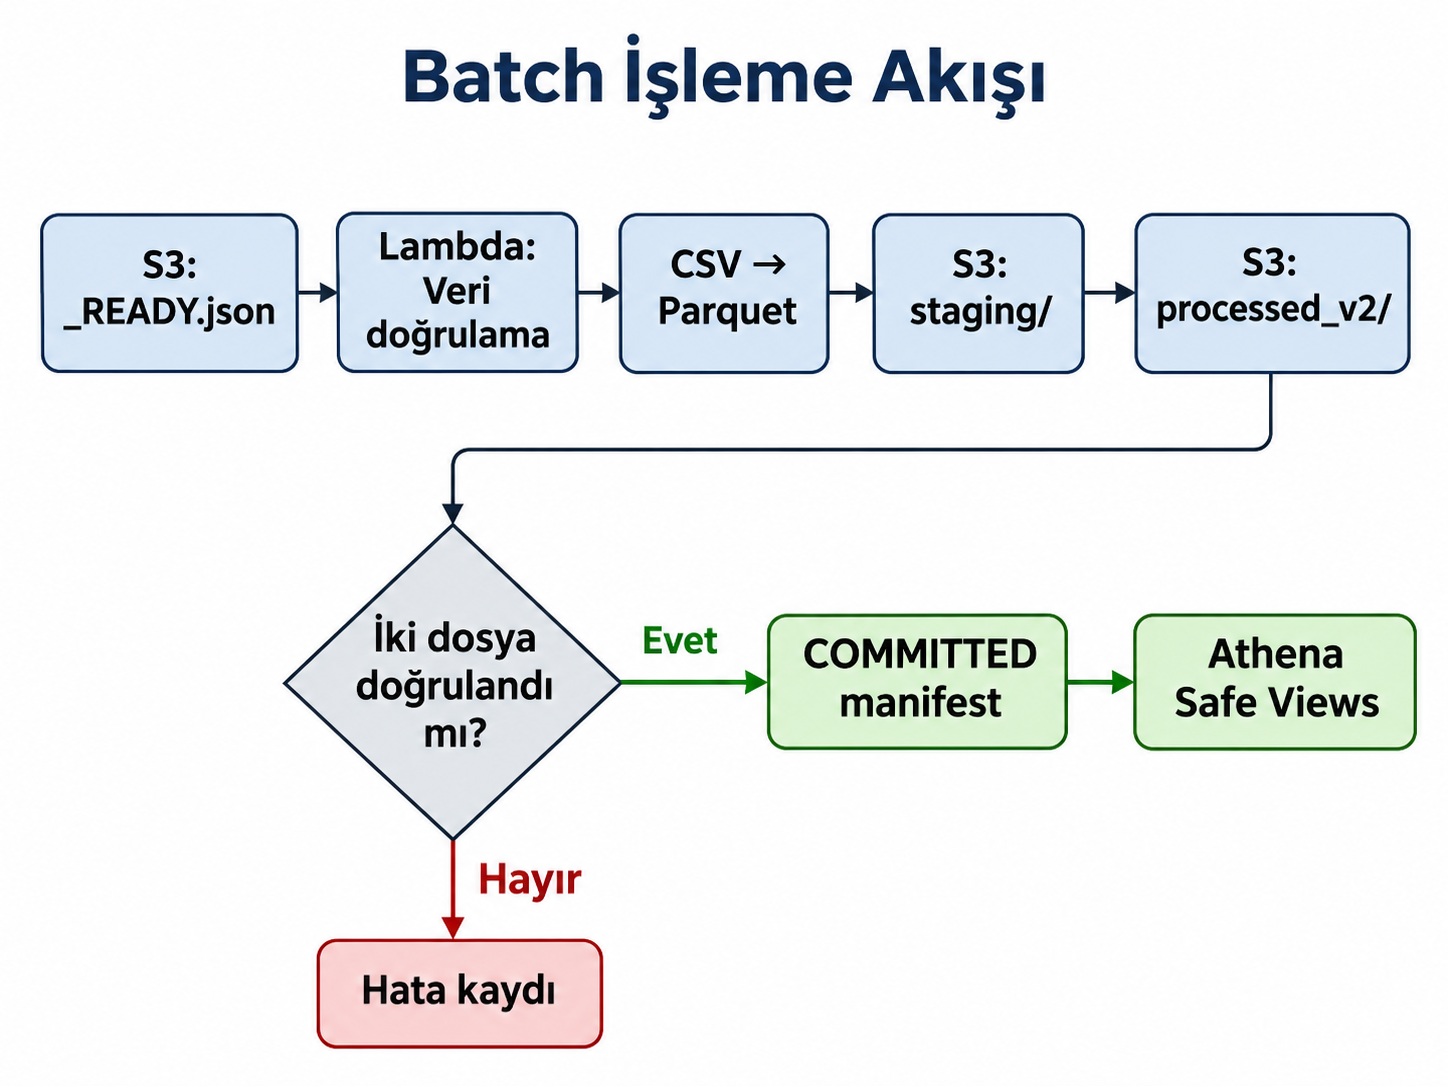 Batch İşleme Akışı
S3:
_READY.json
Lambda:
Veri
doğrulama
CSV →
Parquet
S3:
staging/
S3:
processed_v2/
İki dosya
doğrulandı
mı?
Evet
COMMITTED
manifest
Athena
Safe Views
Hayır
Hata kaydı